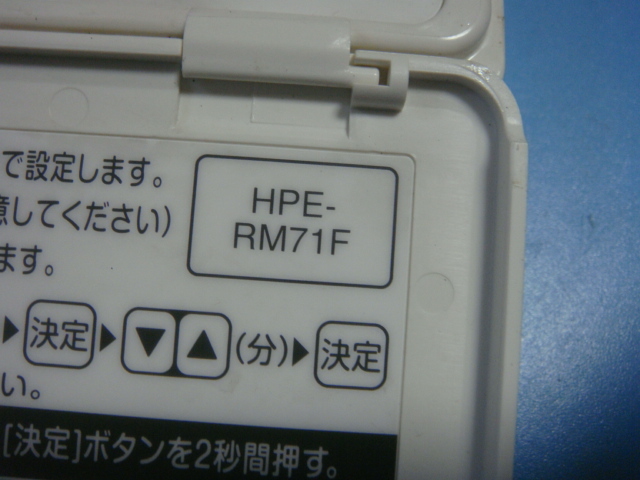 で設定します。
意してください)
ます。
HPE-
RM71F
▶決定▶▼▲(分)▶決定
い。
[決定]ボタンを2秒間押す。